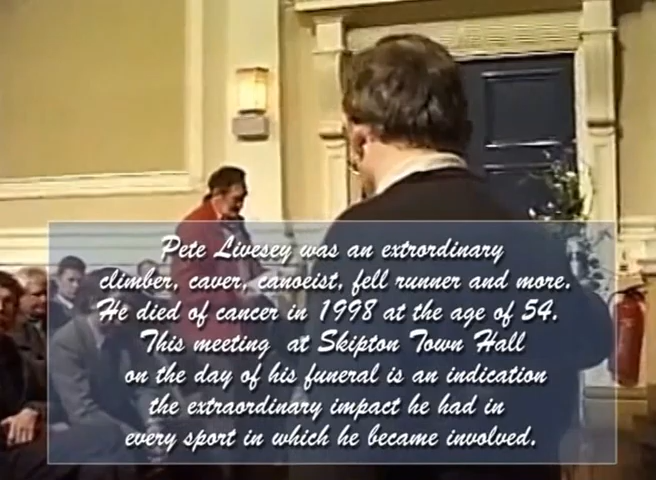 Pete Livesey was an extrordinary
climber, caver, canoeist, fell runner and more.
He died of cancer in 1998 at the age of 54.
This meeting at Skipton Town Hall
on the day of his funeral is an indication
the extraordinary impact he had in
every sport in which he became involved.